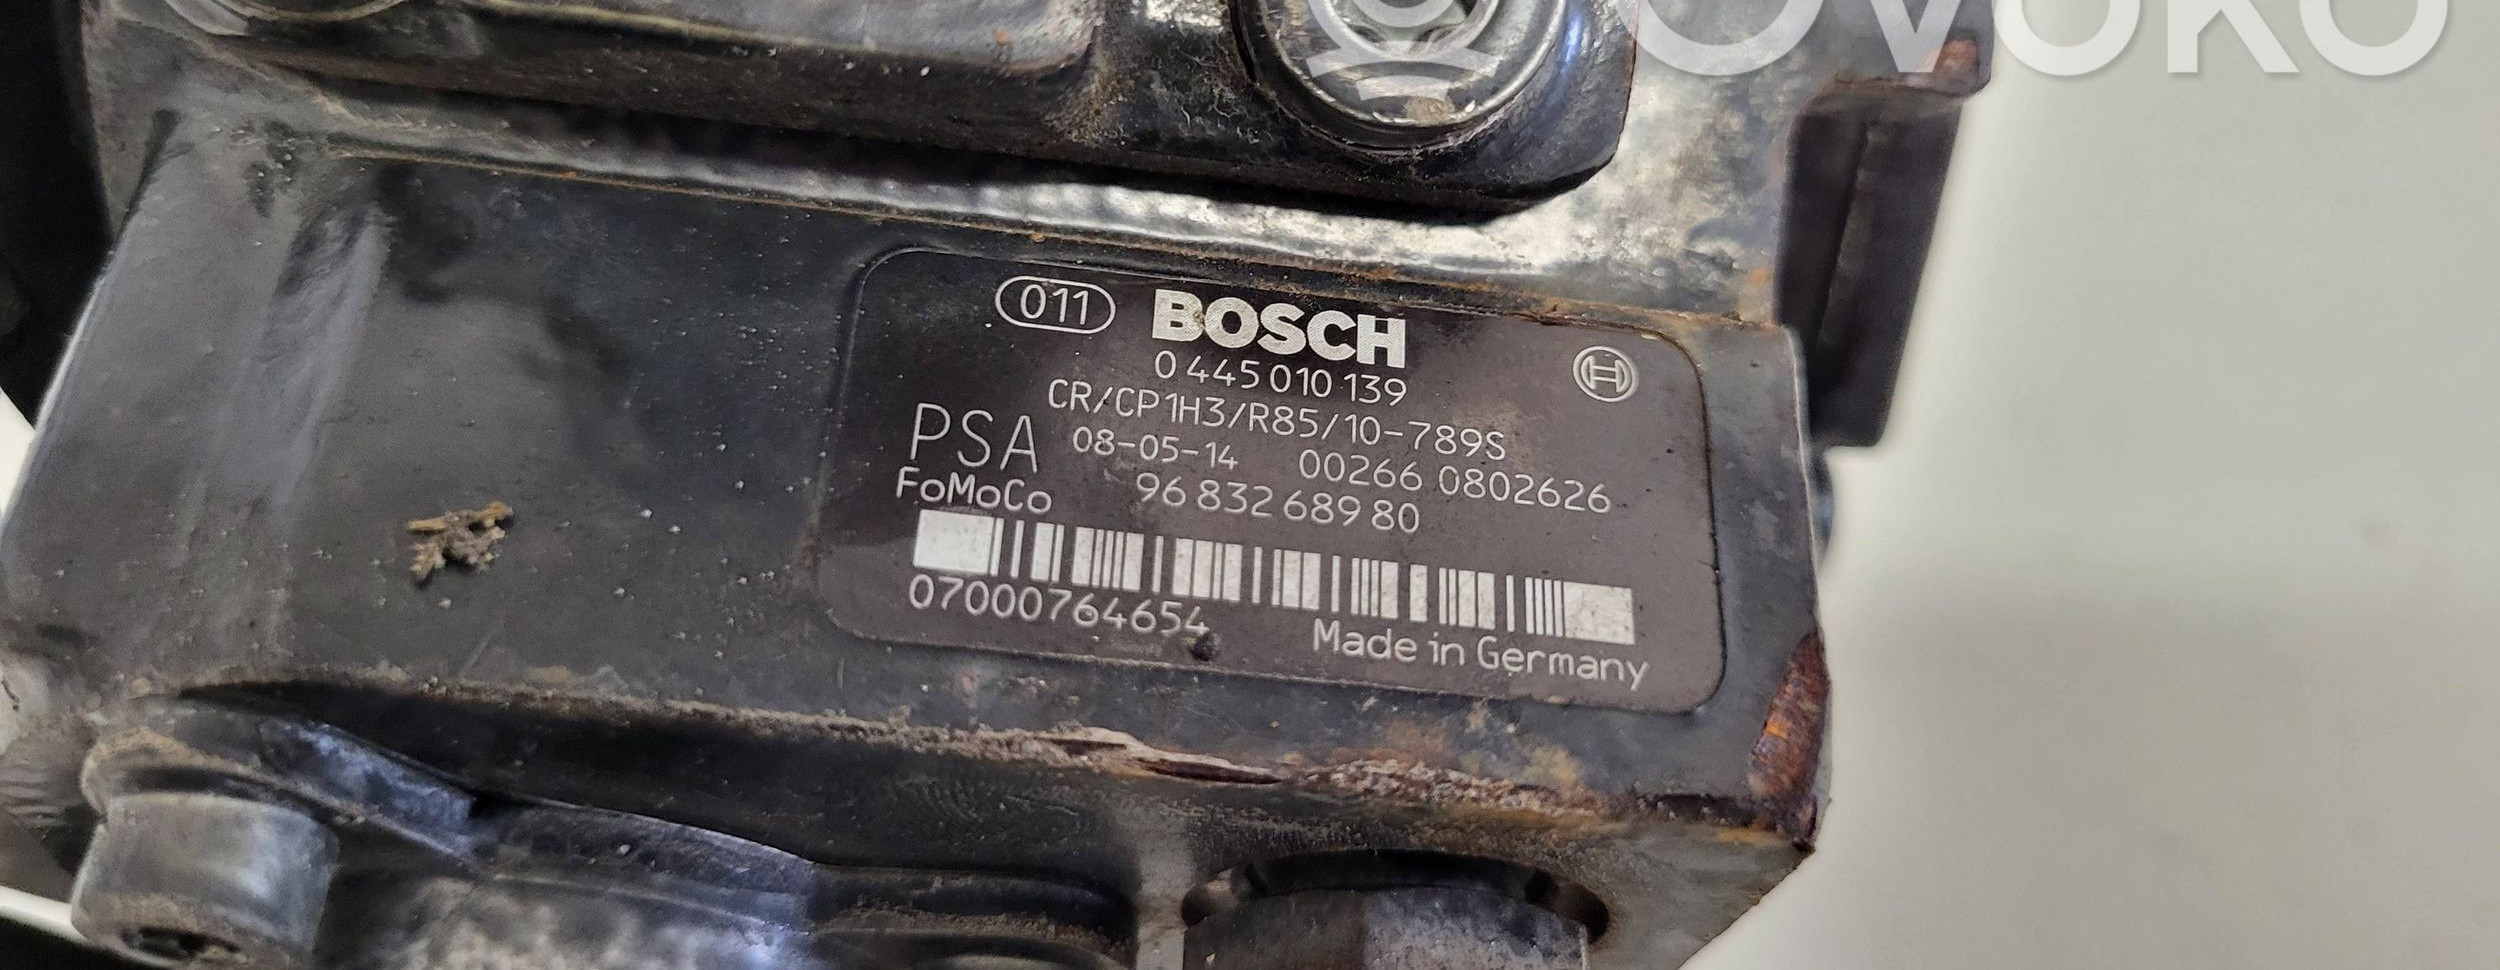 OVOKO
011 BOSCH
0 445 010 139
CR/CP1H3/R85/10-789S
PSA 08-05-14 00266 0802626
FoMoCo 96 832 689 80
07000764654
Made in Germany